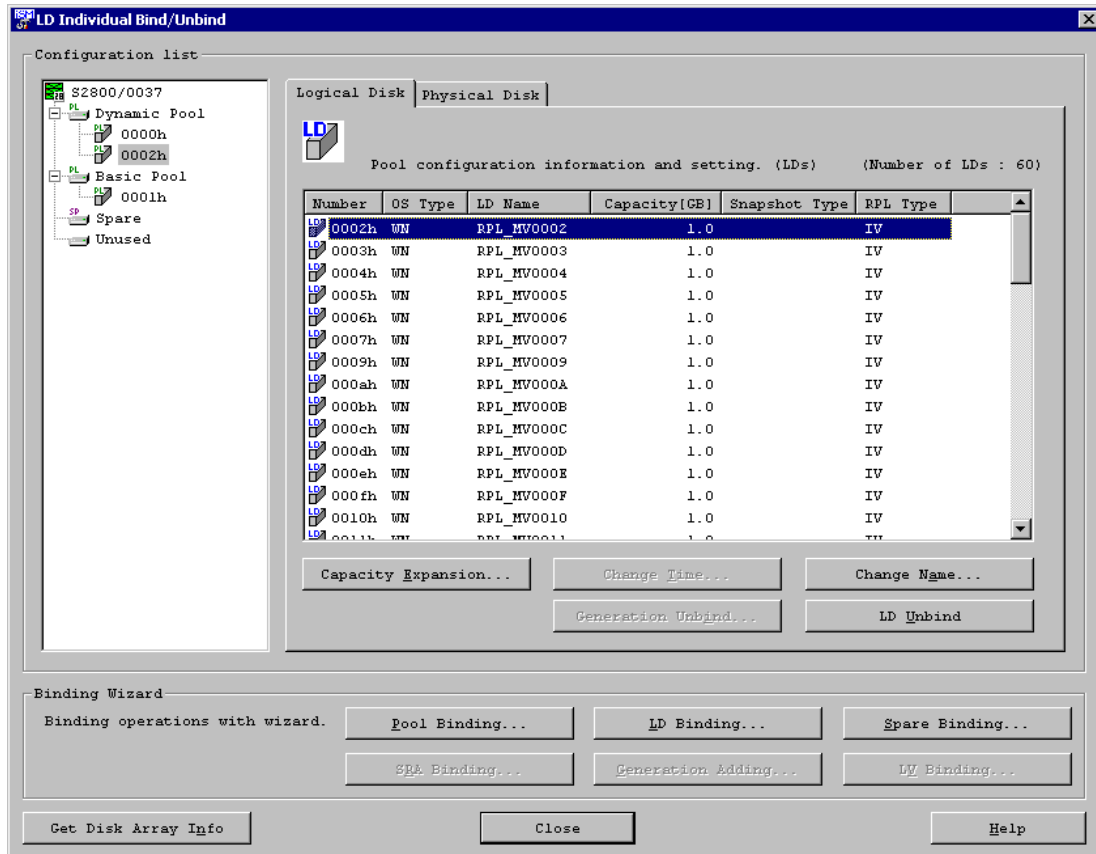 LD Individual Bind/Unbind
Configuration list
S2800/0037
Dynamic Pool
0000h
0002h
Basic Pool
0001h
Spare
Unused
Logical Disk Physical Disk
LD
Pool configuration information and setting. (LDs) (Number of LDs : 60)
Number OS Type LD Name Capacity[GB] Snapshot Type RPL Type
0002h WN RPL_MV0002 1.0 IV
0003h WN RPL_MV0003 1.0 IV
0004h WN RPL_MV0004 1.0 IV
0005h WN RPL_MV0005 1.0 IV
0006h WN RPL_MV0006 1.0 IV
0007h WN RPL_MV0007 1.0 IV
0009h WN RPL_MV0009 1.0 IV
000ah WN RPL_MV000A 1.0 IV
000bh WN RPL_MV000B 1.0 IV
000ch WN RPL_MV000C 1.0 IV
000dh WN RPL_MV000D 1.0 IV
000eh WN RPL_MV000E 1.0 IV
000fh WN RPL_MV000F 1.0 IV
0010h WN RPL_MV0010 1.0 IV
Capacity Expansion... Change Time... Change Name...
Generation Unbind... LD Unbind
Binding Wizard
Binding operations with wizard. Pool Binding... LD Binding... Spare Binding...
SRA Binding... Generation Adding... LV Binding...
Get Disk Array Info Close Help